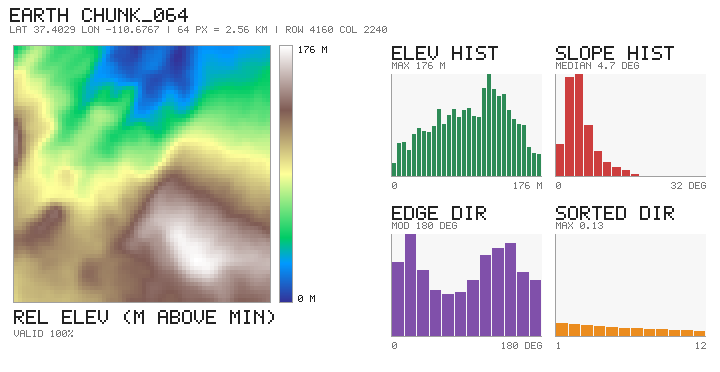 EARTH CHUNK_064
LAT 37.4029 LON -110.6767 | 64 PX = 2.56 KM | ROW 4160 COL 2240
176 M
0 M
REL ELEV (M ABOVE MIN)
VALID 100%
ELEV HIST
MAX 176 M
0 176 M
SLOPE HIST
MEDIAN 4.7 DEG
0 32 DEG
EDGE DIR
MOD 180 DEG
0 180 DEG
SORTED DIR
MAX 0.13
1 12